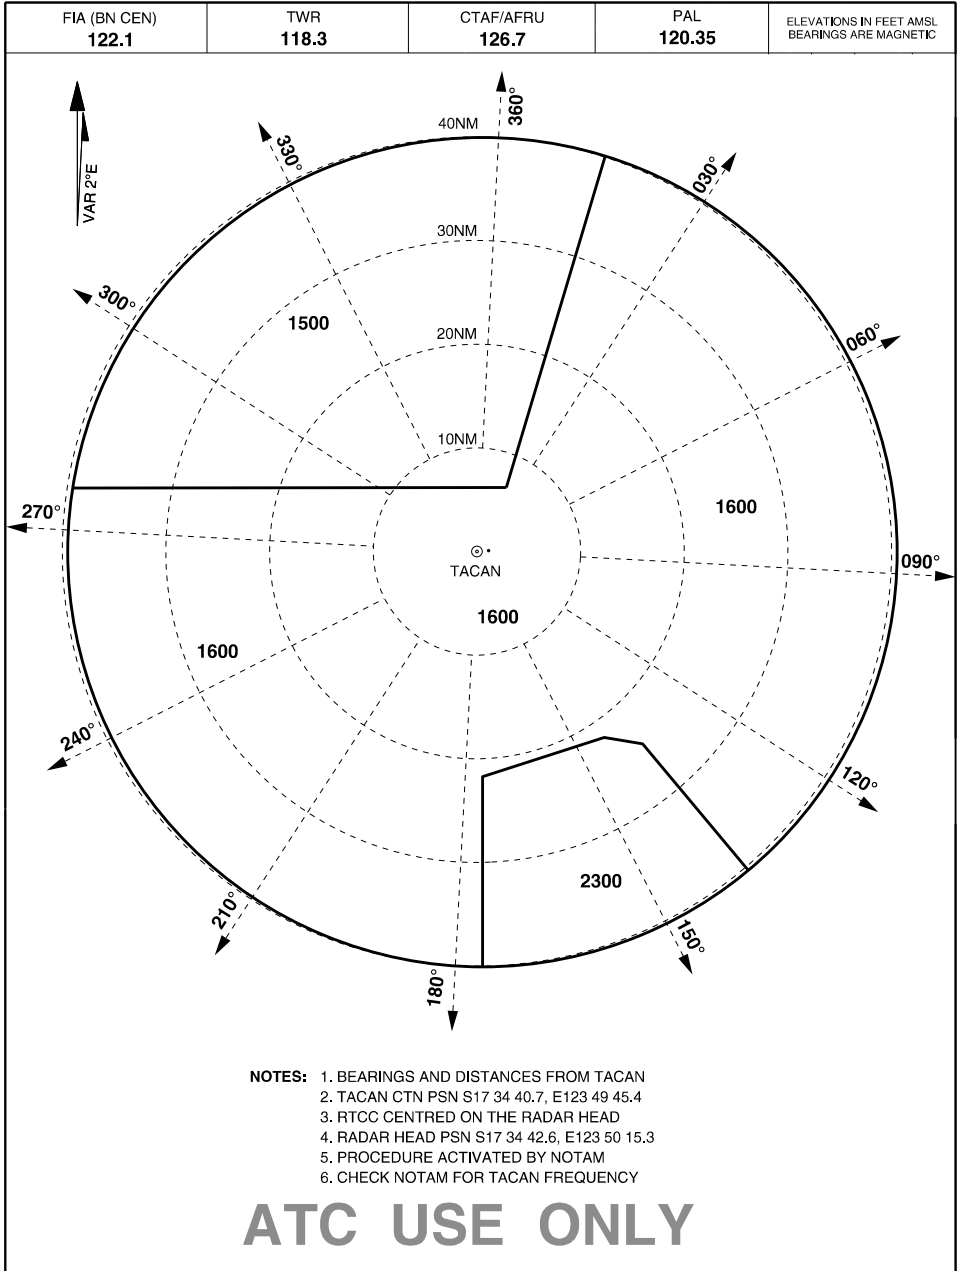 FIA (BN CEN)
122.1
TWR
118.3
CTAF/AFRU
126.7
PAL
120.35
ELEVATIONS IN FEET AMSL
BEARINGS ARE MAGNETIC
VAR 2°E
360°
40NM
330°
030°
30NM
300°
1500
20NM
060°
10NM
1600
270°
090°
TACAN
1600
1600
240°
120°
2300
210°
150°
180°
NOTES: 1. BEARINGS AND DISTANCES FROM TACAN
2. TACAN CTN PSN S17 34 40.7, E123 49 45.4
3. RTCC CENTRED ON THE RADAR HEAD
4. RADAR HEAD PSN S17 34 42.6, E123 50 15.3
5. PROCEDURE ACTIVATED BY NOTAM
6. CHECK NOTAM FOR TACAN FREQUENCY
ATC USE ONLY